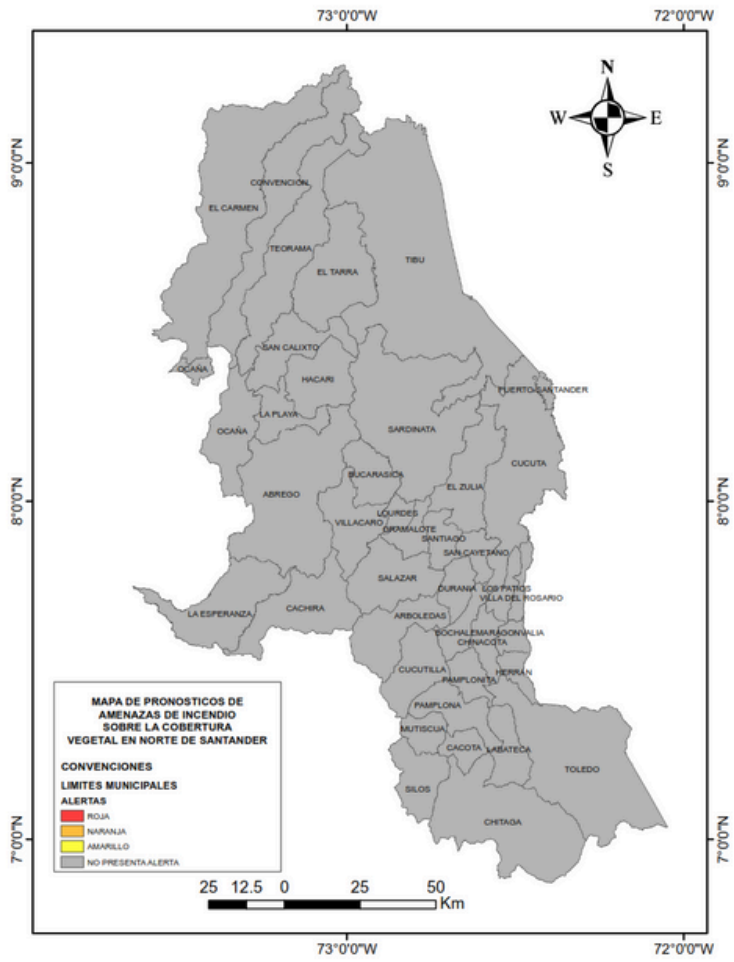 73°0'0"W
72°0'0"W
N
W
E
S
9°0'0"N
9°0'0"N
CONVENCIÓN
EL CARMEN
TEORAMA
TIBU
EL TARRA
SAN CALIXTO
OCAÑA
HACARI
PUERTO SANTANDER
LA PLAYA
OCAÑA
SARDINATA
CUCUTA
BUCARASICA
EL ZULIA
ABREGO
8°0'0"N
8°0'0"N
LOURDES
VILLACARO
GRAMALOTE
SANTIAGO
SAN CAYETANO
SALAZAR
DURANIA
LOS PATIOS
VILLA DEL ROSARIO
CACHIRA
LA ESPERANZA
ARBOLEDAS
BOCHALEMA
RAGONVALIA
CHINACOTA
CUCUTILLA
HERRÁN
PAMPLONITA
PAMPLONA
MUTISCUA
CACOTA
LABATECA
TOLEDO
SILOS
CHITAGA
7°0'0"N
7°0'0"N
MAPA DE PRONOSTICOS DE
AMENAZAS DE INCENDIO
SOBRE LA COBERTURA
VEGETAL EN NORTE DE SANTANDER
CONVENCIONES
LIMITES MUNICIPALES
ALERTAS
ROJA
NARANJA
AMARILLO
NO PRESENTA ALERTA
25 12.5 0 25 50
Km
73°0'0"W
72°0'0"W